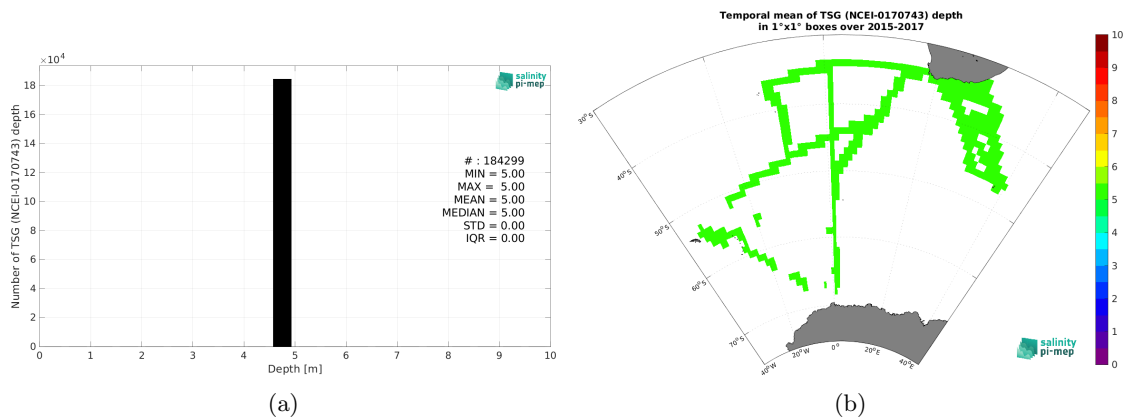 ×10⁴
18
16
14
12
10
8
6
4
2
0
Number of TSG (NCEI-0170743) depth
salinity
pi-mep
# : 184299
MIN = 5.00
MAX = 5.00
MEAN = 5.00
MEDIAN = 5.00
STD = 0.00
IQR = 0.00
0 1 2 3 4 5 6 7 8 9 10
Depth [m]
(a)
Temporal mean of TSG (NCEI-0170743) depth
in 1°x1° boxes over 2015-2017
30°S
40°S
50°S
60°S
70°S
40°W
20°W
0°
20°E
40°E
10
9
8
7
6
5
4
3
2
1
0
salinity
pi-mep
(b)